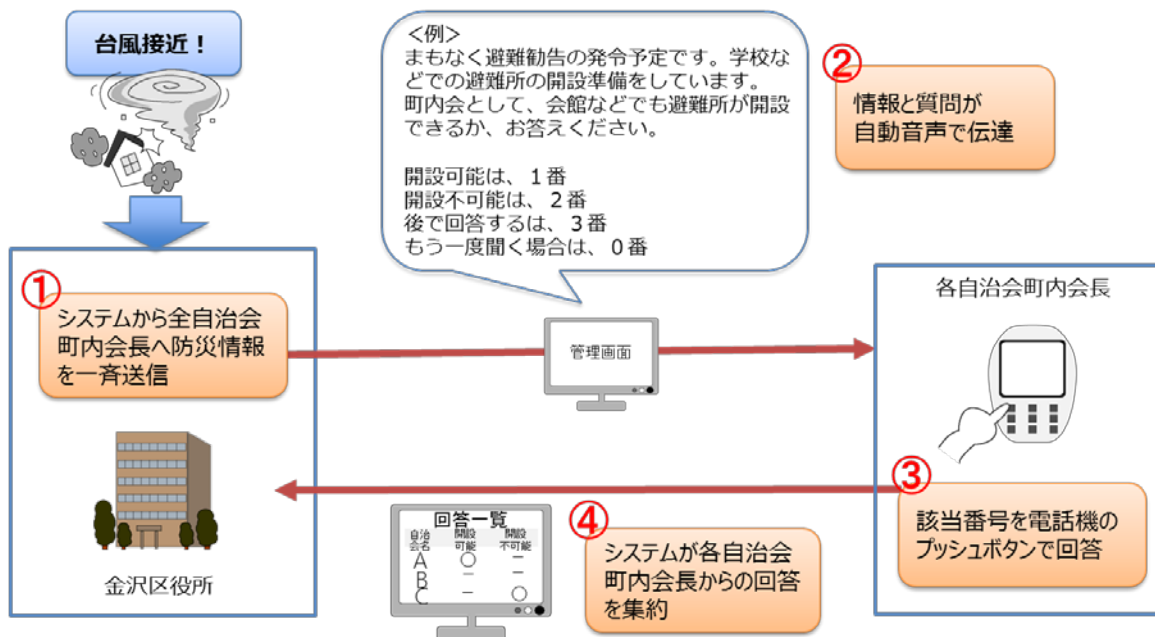 台風接近！
＜例＞
まもなく避難勧告の発令予定です。学校な
どでの避難所の開設準備をしています。
町内会として、会館などでも避難所が開設
できるか、お答えください。
開設可能は、１番
開設不可能は、２番
後で回答するは、３番
もう一度聞く場合は、０番
②
情報と質問が
自動音声で伝達
①
システムから全自治会
町内会長へ防災情報
を一斉送信
管理画面
各自治会町内会長
金沢区役所
回答一覧
自治会名 開設可能 開設不可能
A ○ －
B － －
C － ○
④
システムが各自治会
町内会長からの回答
を集約
③
該当番号を電話機の
プッシュボタンで回答